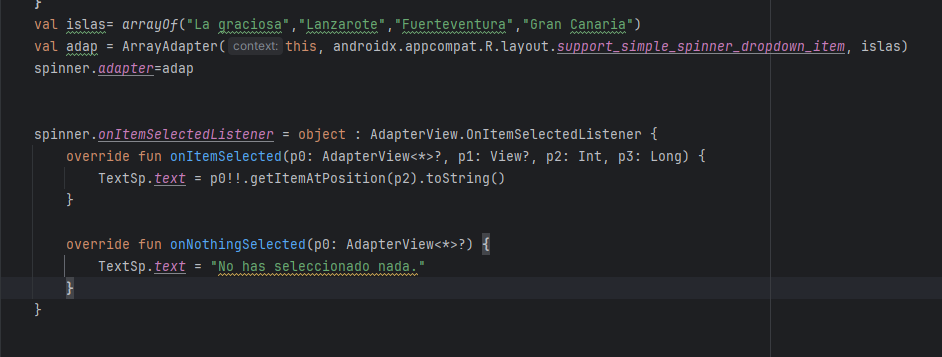 }
val islas= arrayOf("La graciosa","Lanzarote","Fuerteventura","Gran Canaria")
val adap = ArrayAdapter( context: this, androidx.appcompat.R.layout.support_simple_spinner_dropdown_item, islas)
spinner.adapter=adap
spinner.onItemSelectedListener = object : AdapterView.OnItemSelectedListener {
override fun onItemSelected(p0: AdapterView<*>?, p1: View?, p2: Int, p3: Long) {
TextSp.text = p0!!.getItemAtPosition(p2).toString()
}
override fun onNothingSelected(p0: AdapterView<*>?) {
TextSp.text = "No has seleccionado nada."
}
}